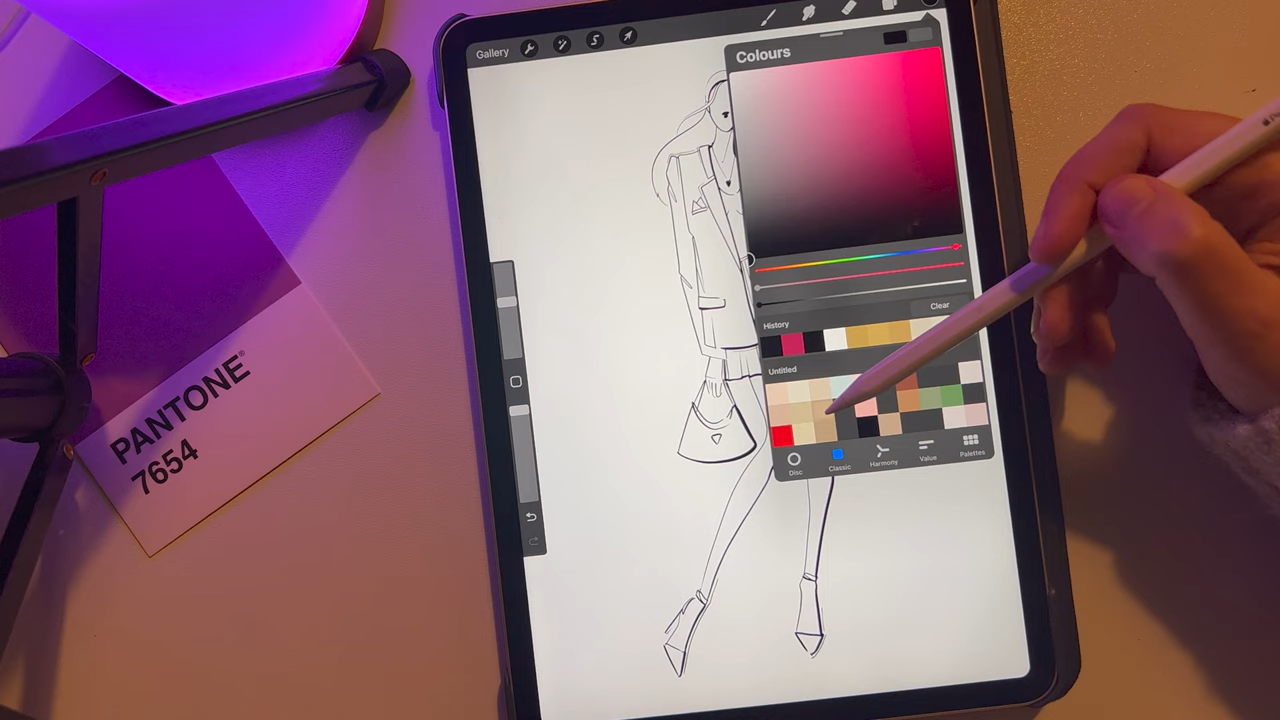 Gallery
Colours
Clear
History
Untitled
Disc
Classic
Harmony
Value
Palettes
PANTONE®
7654